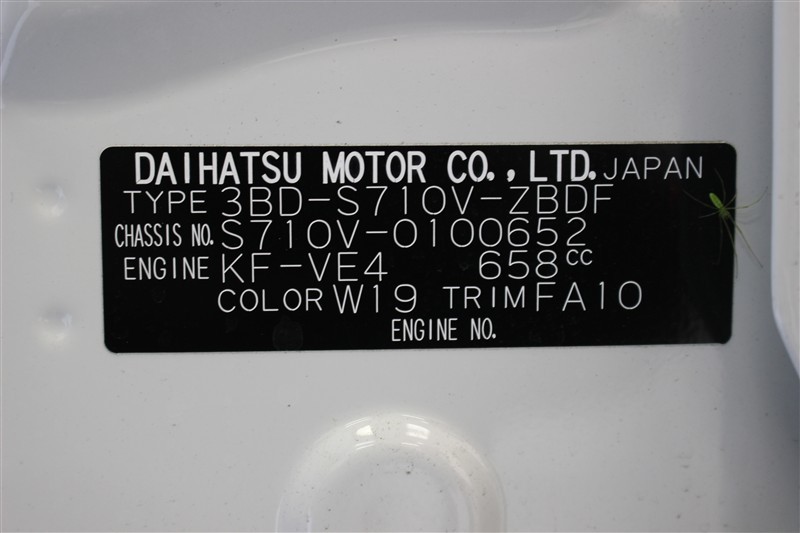 DAIHATSU MOTOR CO.,LTD. JAPAN
TYPE 3BD-S710V-ZBDF
CHASSIS NO. S710V-0100652
ENGINE KF-VE4 658cc
COLOR W19 TRIM FA10
ENGINE NO.